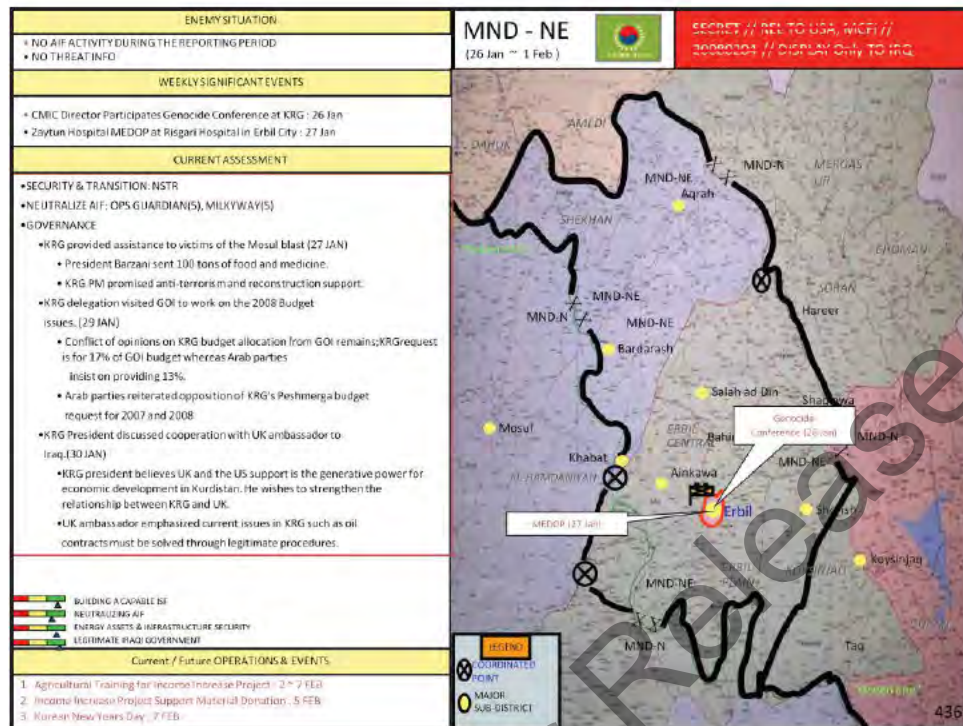 ENEMY SITUATION
• NO AIF ACTIVITY DURING THE REPORTING PERIOD
• NO THREAT INFO
WEEKLY SIGNIFICANT EVENTS
• CMIC Director Participates Genocide Conference at KRG : 26 Jan
• Zaytun Hospital MEDOP at Risgari Hospital in Erbil City : 27 Jan
CURRENT ASSESSMENT
•SECURITY & TRANSITION: NSTR
•NEUTRALIZE AIF: OPS GUARDIAN(5), MILKYWAY(5)
•GOVERNANCE
•KRG provided assistance to victims of the Mosul blast (27 JAN)
• President Barzani sent 100 tons of food and medicine.
• KRG PM promised anti-terrorism and reconstruction support.
•KRG delegation visited GOI to work on the 2008 Budget
issues. (29 JAN)
• Conflict of opinions on KRG budget allocation from GOI remains;KRG request
is for 17% of GOI budget whereas Arab parties
insist on providing 13%.
• Arab parties reiterated opposition of KRG's Peshmerga budget
request for 2007 and 2008
•KRG President discussed cooperation with UK ambassador to
Iraq.(30 JAN)
•KRG president believes UK and the US support is the generative power for
economic development in Kurdistan. He wishes to strengthen the
relationship between KRG and UK.
•UK ambassador emphasized current issues in KRG such as oil
contracts must be solved through legitimate procedures.
BUILDING A CAPABLE ISF
NEUTRALIZING AIF
ENERGY ASSETS & INFRASTRUCTURE SECURITY
LEGITIMATE IRAQI GOVERNMENT
Current / Future OPERATIONS & EVENTS
1. Agricultural Training for Income Increase Project : 2 ~ 7 FEB
2. Income Increase Project Support Material Donation : 5 FEB
3. Korean New Years Day : 7 FEB
MND - NE
(26 Jan ~ 1 Feb )
SECRET // REL TO USA, MCFI //
20080204 // DISPLAY Only TO IRQ
AMEDI
DAHUK
MND-N
MND-NE
MERGAS
UR
Aqrah
SHEKHAN
CHOMAN
SORAN
MND-NE
MND-N
MND-NE
Hareer
Bardarash
Salah ad Din
Mosul
Genocide
Conference (26 Jan)
ERBIL
CENTRAL
MND-N
Khabat
MND-NE
AL-HAMDANIYAH
Ainkawa
Erbil
MEDOP (27 Jan)
Koysinjaq
MND-NE
ERBIL
PLAIN
MND-N
Taq
Green line
LEGEND
COORDINATED
POINT
MAJOR
SUB-DISTRICT
436
Release